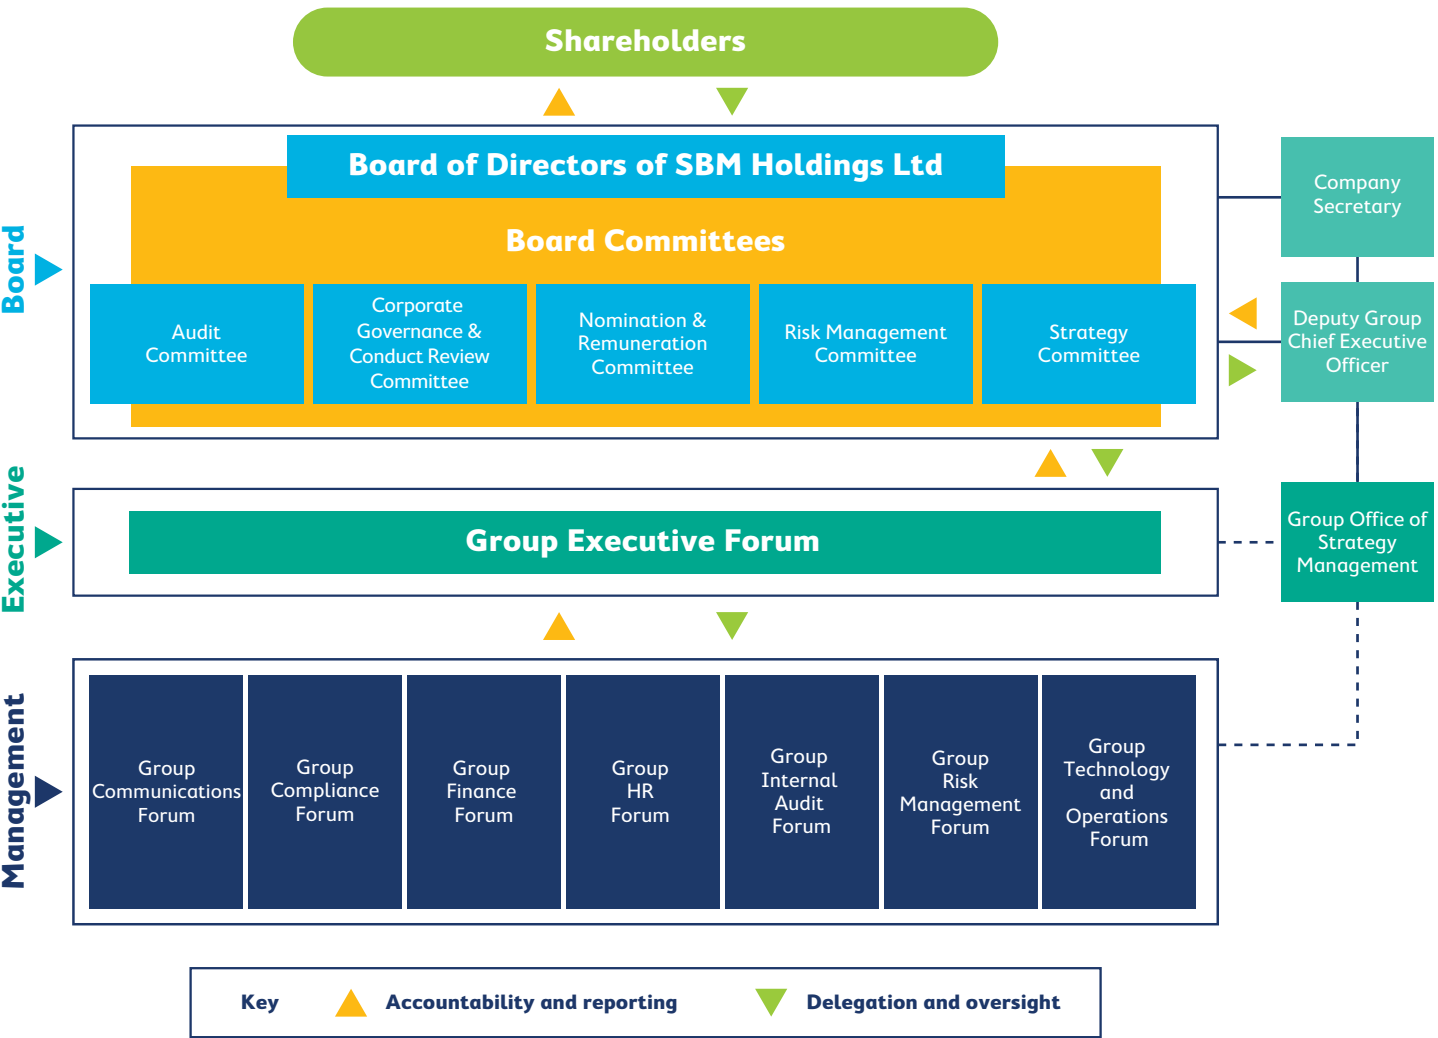 Shareholders
Board
Board of Directors of SBM Holdings Ltd
Board Committees
Audit
Committee
Corporate
Governance &
Conduct Review
Committee
Nomination &
Remuneration
Committee
Risk Management
Committee
Strategy
Committee
Company
Secretary
Deputy Group
Chief Executive
Officer
Executive
Group Executive Forum
Group Office of
Strategy
Management
Management
Group
Communications
Forum
Group
Compliance
Forum
Group
Finance
Forum
Group
HR
Forum
Group
Internal
Audit
Forum
Group
Risk
Management
Forum
Group
Technology
and
Operations
Forum
Key
Accountability and reporting
Delegation and oversight